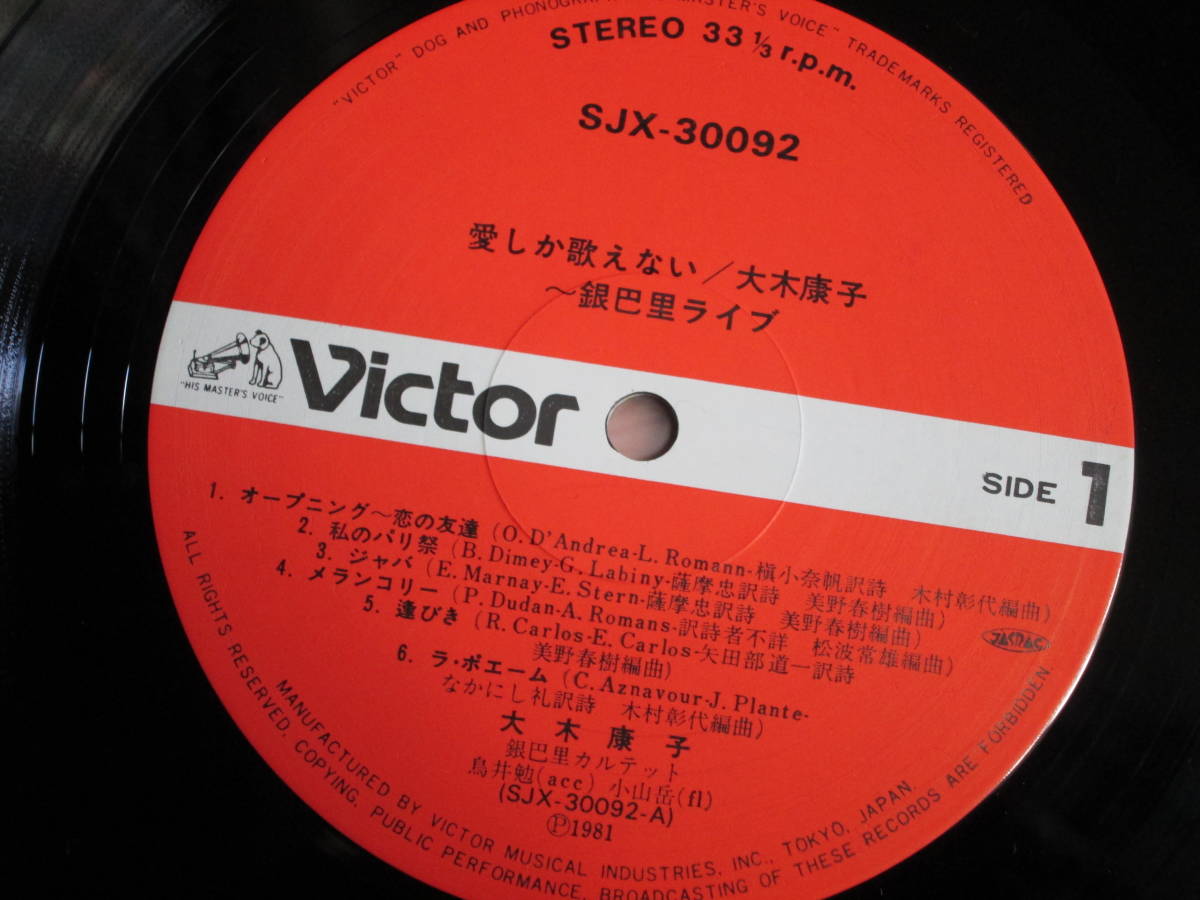 "VICTOR" DOG AND PHONOGRAPH MASTER'S VOICE" TRADEMARKS REGISTERED
STEREO 33 1/3 r.p.m.
SJX-30092
愛しか歌えない／大木康子
～銀巴里ライブ
"HIS MASTER'S VOICE"
Victor
SIDE 1
1. オープニング～恋の友達 (O. D'Andrea-L. Romann-槇小奈帆訳詩 木村彰代編曲)
2. 私のパリ祭 (B. Dimey-G. Labiny-薩摩忠訳詩 美野春樹編曲)
3. ジャバ (E. Marnay-E. Stern-薩摩忠訳詩 美野春樹編曲)
4. メランコリー (P. Dudan-A. Romans-訳詩者不詳 松波常雄編曲)
5. 逢びき (R. Carlos-E. Carlos-矢田部道一訳詩
美野春樹編曲)
6. ラ・ポエーム (C. Aznavour-J. Plante-
なかにし礼訳詩 木村彰代編曲)
JASRAC
大木康子
銀巴里カルテット
鳥井勉(acc) 小山岳(fl)
(SJX-30092-A)
Ⓟ1981
ALL RIGHTS RESERVED. COPYING, PUBLIC PERFORMANCE, BROADCASTING OF THESE RECORDS ARE FORBIDDEN
MANUFACTURED BY VICTOR MUSICAL INDUSTRIES, INC., TOKYO, JAPAN.